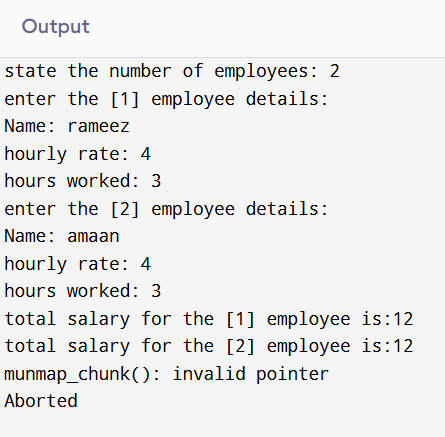 Output
state the number of employees: 2
enter the [1] employee details:
Name: rameez
hourly rate: 4
hours worked: 3
enter the [2] employee details:
Name: amaan
hourly rate: 4
hours worked: 3
total salary for the [1] employee is:12
total salary for the [2] employee is:12
munmap_chunk(): invalid pointer
Aborted